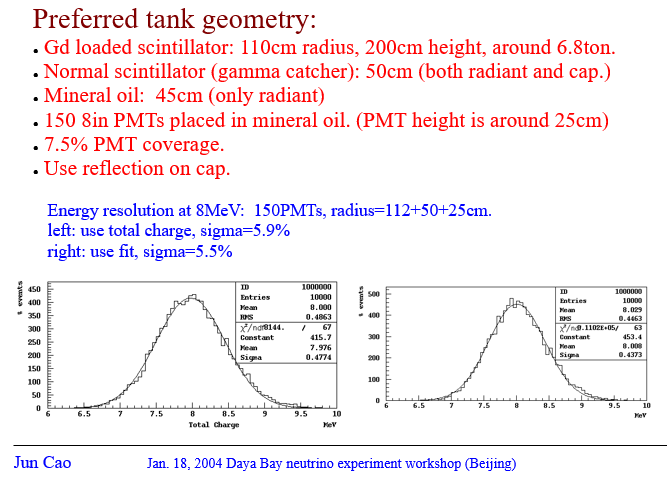 Preferred tank geometry:
• Gd loaded scintillator: 110cm radius, 200cm height, around 6.8ton.
• Normal scintillator (gamma catcher): 50cm (both radiant and cap.)
• Mineral oil:  45cm (only radiant)
• 150 8in PMTs placed in mineral oil. (PMT height is around 25cm)
• 7.5% PMT coverage.
• Use reflection on cap.
Energy resolution at 8MeV:  150PMTs, radius=112+50+25cm.
left: use total charge, sigma=5.9%
right: use fit, sigma=5.5%
# events
450
400
350
300
250
200
150
100
50
0
6 6.5 7 7.5 8 8.5 9 9.5 10
Total Charge MeV
ID 1000000
Entries 10000
Mean 8.000
RMS 0.4863
χ²/ndf 8144. / 67
Constant 415.7
Mean 7.976
Sigma 0.4774
# events
500
400
300
200
100
0
6 6.5 7 7.5 8 8.5 9 9.5 10
MeV
ID 1000000
Entries 10000
Mean 8.029
RMS 0.4463
χ²/ndf 0.1102E+05/ 63
Constant 453.4
Mean 8.008
Sigma 0.4373
Jun Cao
Jan. 18, 2004 Daya Bay neutrino experiment workshop (Beijing)